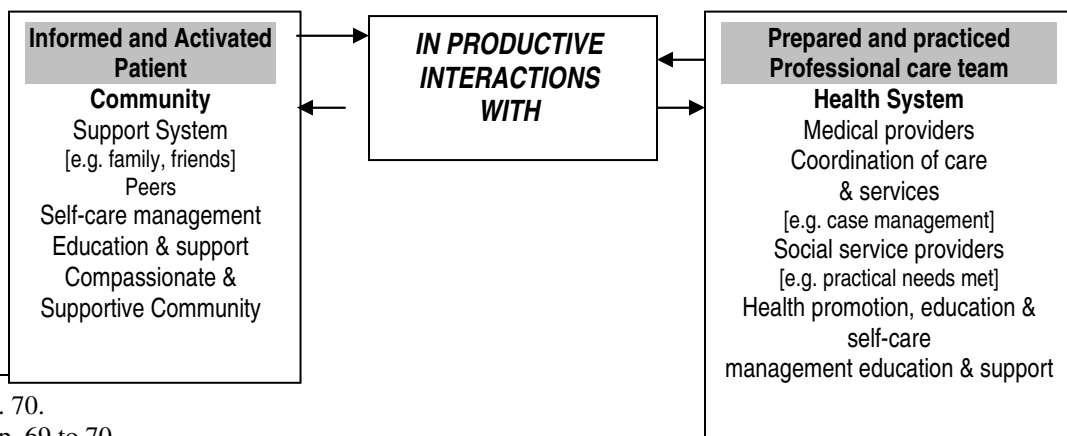 Informed and Activated
Patient
Community
Support System
[e.g. family, friends]
Peers
Self-care management
Education & support
Compassionate &
Supportive Community
IN PRODUCTIVE
INTERACTIONS
WITH
Prepared and practiced
Professional care team
Health System
Medical providers
Coordination of care
& services
[e.g. case management]
Social service providers
[e.g. practical needs met]
Health promotion, education &
self-care
management education & support
. 70.
69 to 70